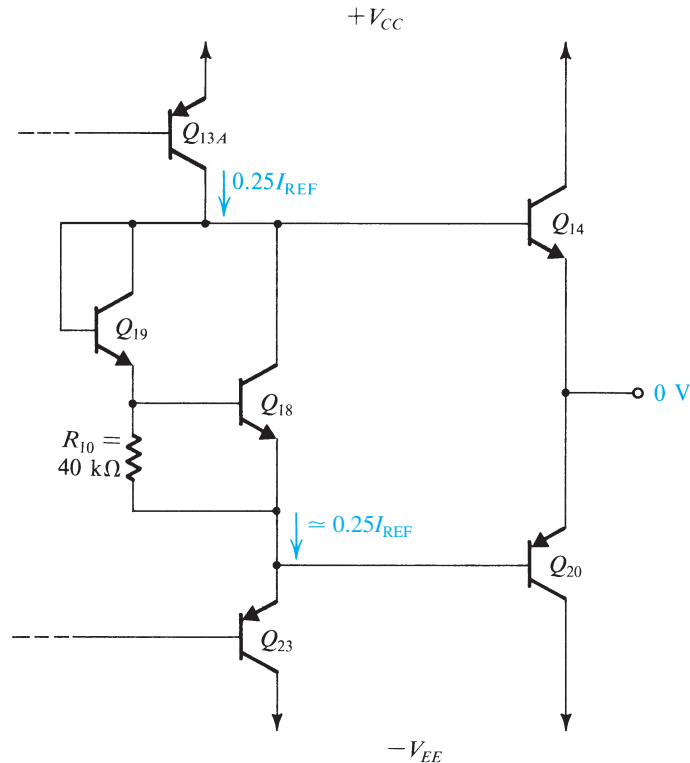 +V_CC
Q_13A
0.25I_REF
Q_14
Q_19
Q_18
0 V
R_10 =
40 kΩ
≃ 0.25I_REF
Q_20
Q_23
−V_EE